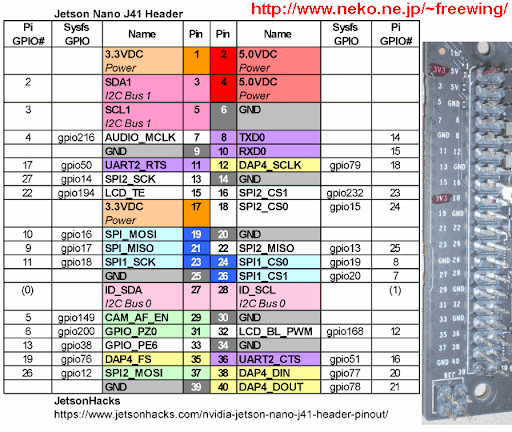 http://www.neko.ne.jp/~freewing/
Jetson Nano J41 Header
Pi GPIO# Sysfs GPIO Name Pin Pin Name Sysfs GPIO Pi GPIO#
3.3VDC Power 1 2 5.0VDC Power
2 SDA1 I2C Bus 1 3 4 5.0VDC Power
3 SCL1 I2C Bus 1 5 6 GND
4 gpio216 AUDIO_MCLK 7 8 TXD0 14
GND 9 10 RXD0 15
17 gpio50 UART2_RTS 11 12 DAP4_SCLK gpio79 18
27 gpio14 SPI2_SCK 13 14 GND
22 gpio194 LCD_TE 15 16 SPI2_CS1 gpio232 23
3.3VDC Power 17 18 SPI2_CS0 gpio15 24
10 gpio16 SPI_MOSI 19 20 GND
9 gpio17 SPI_MISO 21 22 SPI2_MISO gpio13 25
11 gpio18 SPI1_SCK 23 24 SPI1_CS0 gpio19 8
GND 25 26 SPI1_CS1 gpio20 7
(0) ID_SDA I2C Bus 0 27 28 ID_SCL I2C Bus 0 (1)
5 gpio149 CAM_AF_EN 29 30 GND
6 gpio200 GPIO_PZ0 31 32 LCD_BL_PWM gpio168 12
13 gpio38 GPIO_PE6 33 34 GND
19 gpio76 DAP4_FS 35 36 UART2_CTS gpio51 16
26 gpio12 SPI2_MOSI 37 38 DAP4_DIN gpio77 20
GND 39 40 DAP4_DOUT gpio78 21
JetsonHacks
https://www.jetsonhacks.com/nvidia-jetson-nano-j41-header-pinout/
J41
3V3 5V
5V
GND
3V3 18
19 GND
GND